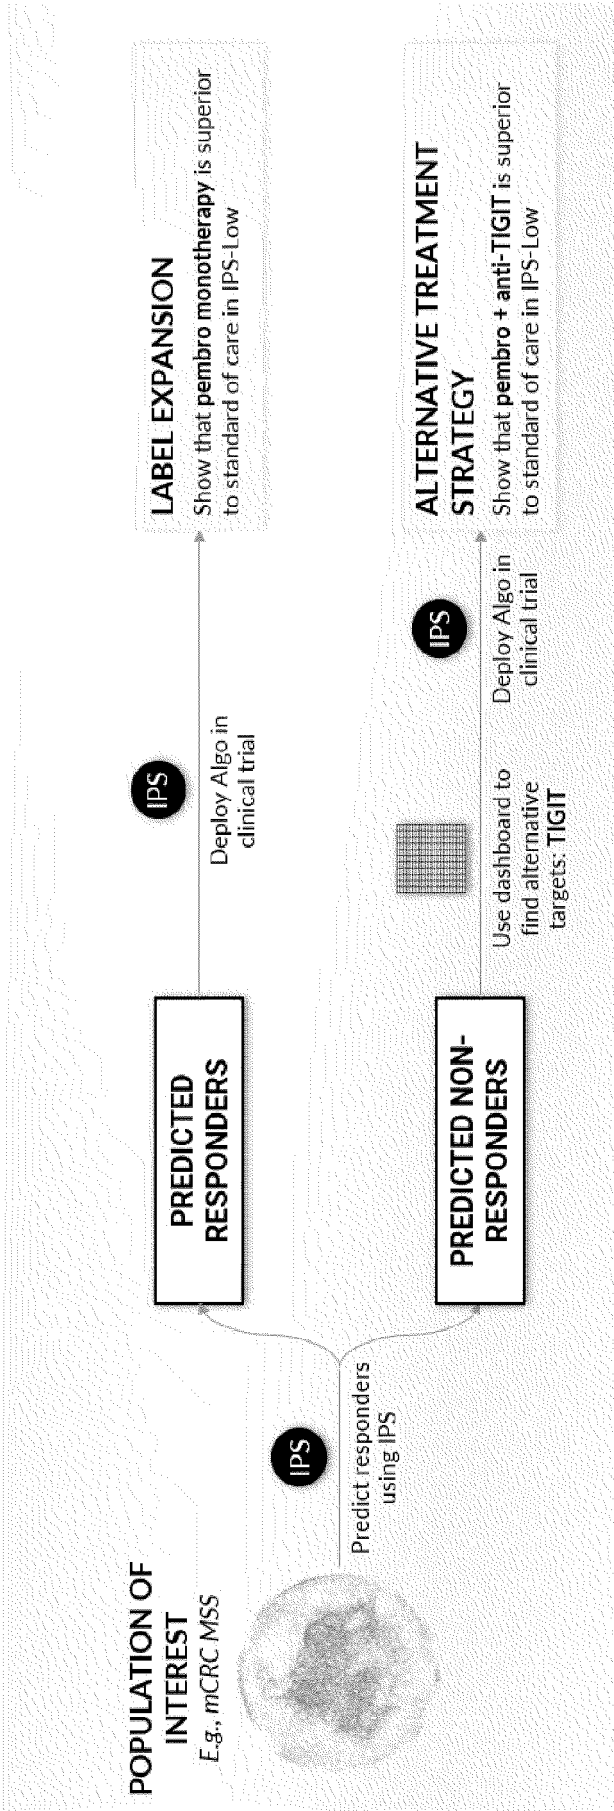 POPULATION OF
INTEREST
E.g., mCRC MSS
IPS
Predict responders
using IPS
PREDICTED
RESPONDERS
IPS
Deploy Algo in
clinical trial
LABEL EXPANSION
Show that pembro monotherapy is superior
to standard of care in IPS-Low
PREDICTED NON-
RESPONDERS
Use dashboard to
find alternative
targets: TIGIT
IPS
Deploy Algo in
clinical trial
ALTERNATIVE TREATMENT
STRATEGY
Show that pembro + anti-TIGIT is superior
to standard of care in IPS-Low